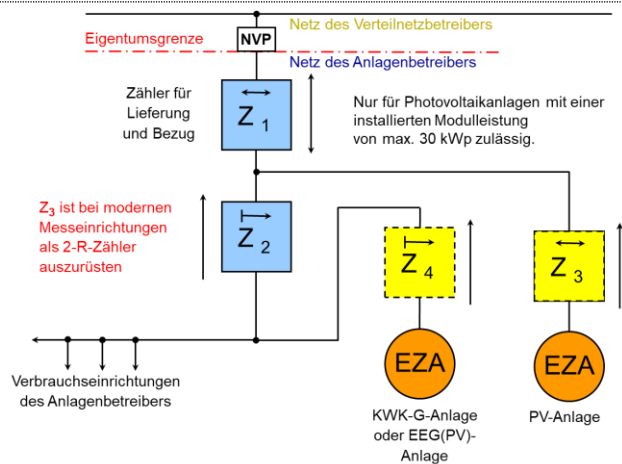 Netz des Verteilnetzbetreibers
Eigentumsgrenze
NVP
Netz des Anlagenbetreibers
Zähler für
Lieferung
und Bezug
Z 1
Nur für Photovoltaikanlagen mit einer
installierten Modulleistung
von max. 30 kWp zulässig.
Z3 ist bei modernen
Messeinrichtungen
als 2-R-Zähler
auszurüsten
Z 2
Z 4
Z 3
EZA
EZA
Verbrauchseinrichtungen
des Anlagenbetreibers
KWK-G-Anlage
oder EEG(PV)-
Anlage
PV-Anlage